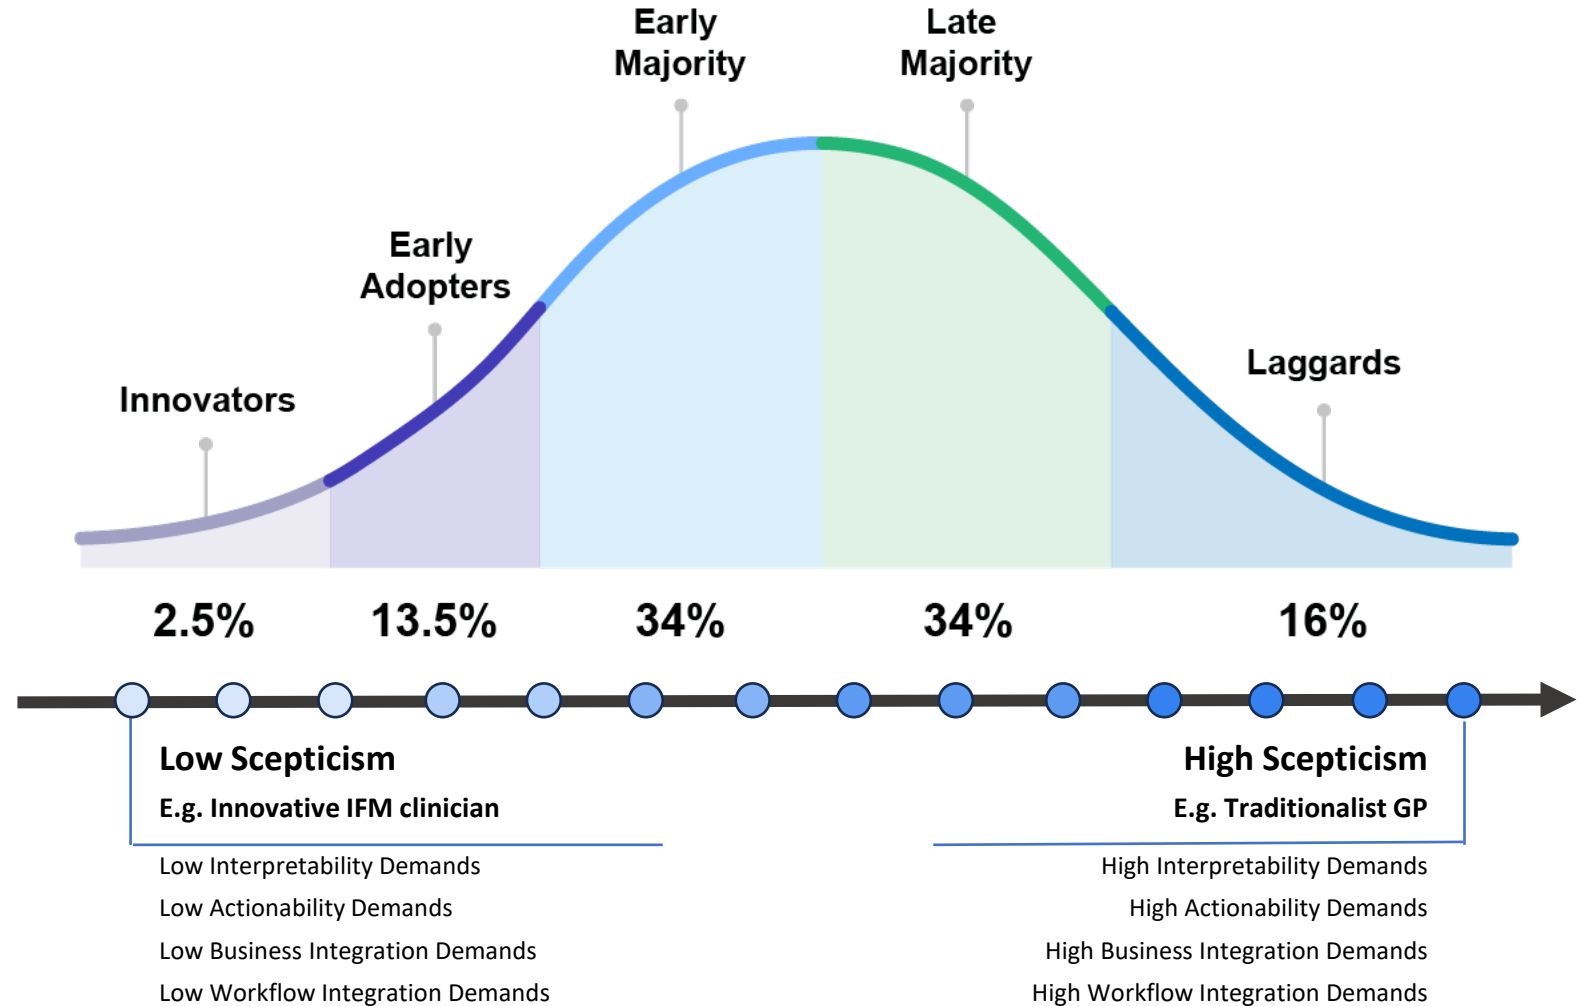 Early
Majority
Late
Majority
Early
Adopters
Innovators
Laggards
2.5%
13.5%
34%
34%
16%
Low Scepticism
E.g. Innovative IFM clinician
Low Interpretability Demands
Low Actionability Demands
Low Business Integration Demands
Low Workflow Integration Demands
High Scepticism
E.g. Traditionalist GP
High Interpretability Demands
High Actionability Demands
High Business Integration Demands
High Workflow Integration Demands